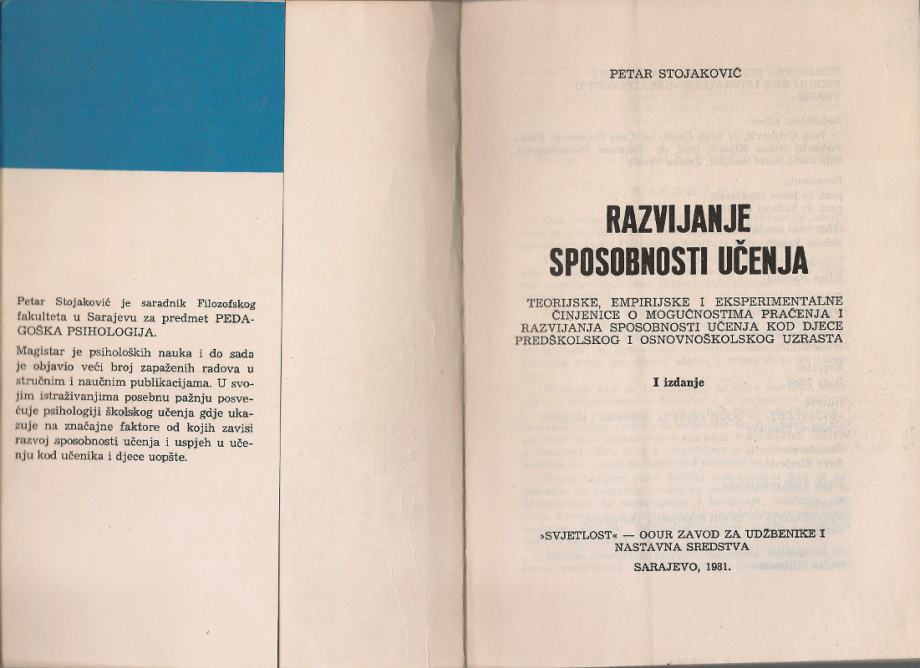 Petar Stojaković je saradnik Filozofskog
fakulteta u Sarajevu za predmet PEDA-
GOŠKA PSIHOLOGIJA.
Magistar je psiholoških nauka i do sada
je objavio veći broj zapaženih radova u
stručnim i naučnim publikacijama. U svo-
jim istraživanjima posebnu pažnju posve-
ćuje psihologiji školskog učenja gdje uka-
zuje na značajne faktore od kojih zavisi
razvoj sposobnosti učenja i uspjeh u uče-
nju kod učenika i djece uopšte.
PETAR STOJAKOVIĆ
RAZVIJANJE
SPOSOBNOSTI UČENJA
TEORIJSKE, EMPIRIJSKE I EKSPERIMENTALNE
ČINJENICE O MOGUĆNOSTIMA PRAĆENJA I
RAZVIJANJA SPOSOBNOSTI UČENJA KOD DJECE
PREDŠKOLSKOG I OSNOVNOŠKOLSKOG UZRASTA
I izdanje
»SVJETLOST« — OOUR ZAVOD ZA UDŽBENIKE I
NASTAVNA SREDSTVA
SARAJEVO, 1981.